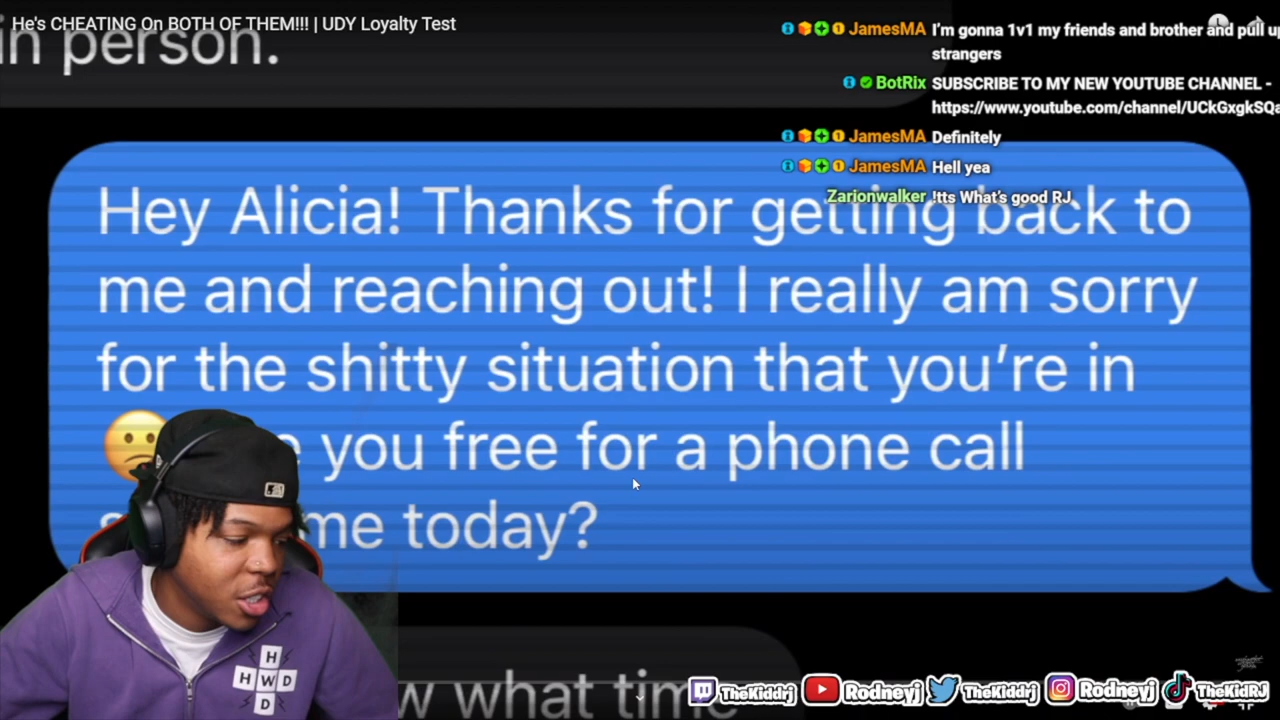 He's CHEATING On BOTH OF THEM!!! | UDY Loyalty Test
in person.
JamesMA I'm gonna 1v1 my friends and brother and pull up
strangers
BotRix SUBSCRIBE TO MY NEW YOUTUBE CHANNEL -
https://www.youtube.com/channel/UCkGxgkSQa
JamesMA Definitely
JamesMA Hell yea
Zarionwalker !tts What's good RJ
Hey Alicia! Thanks for getting back to
me and reaching out! I really am sorry
for the shitty situation that you're in
you free for a phone call
me today?
what time
H
H W D
D
TheKiddrj Rodneyj TheKiddrj Rodneyj TheKidRJ